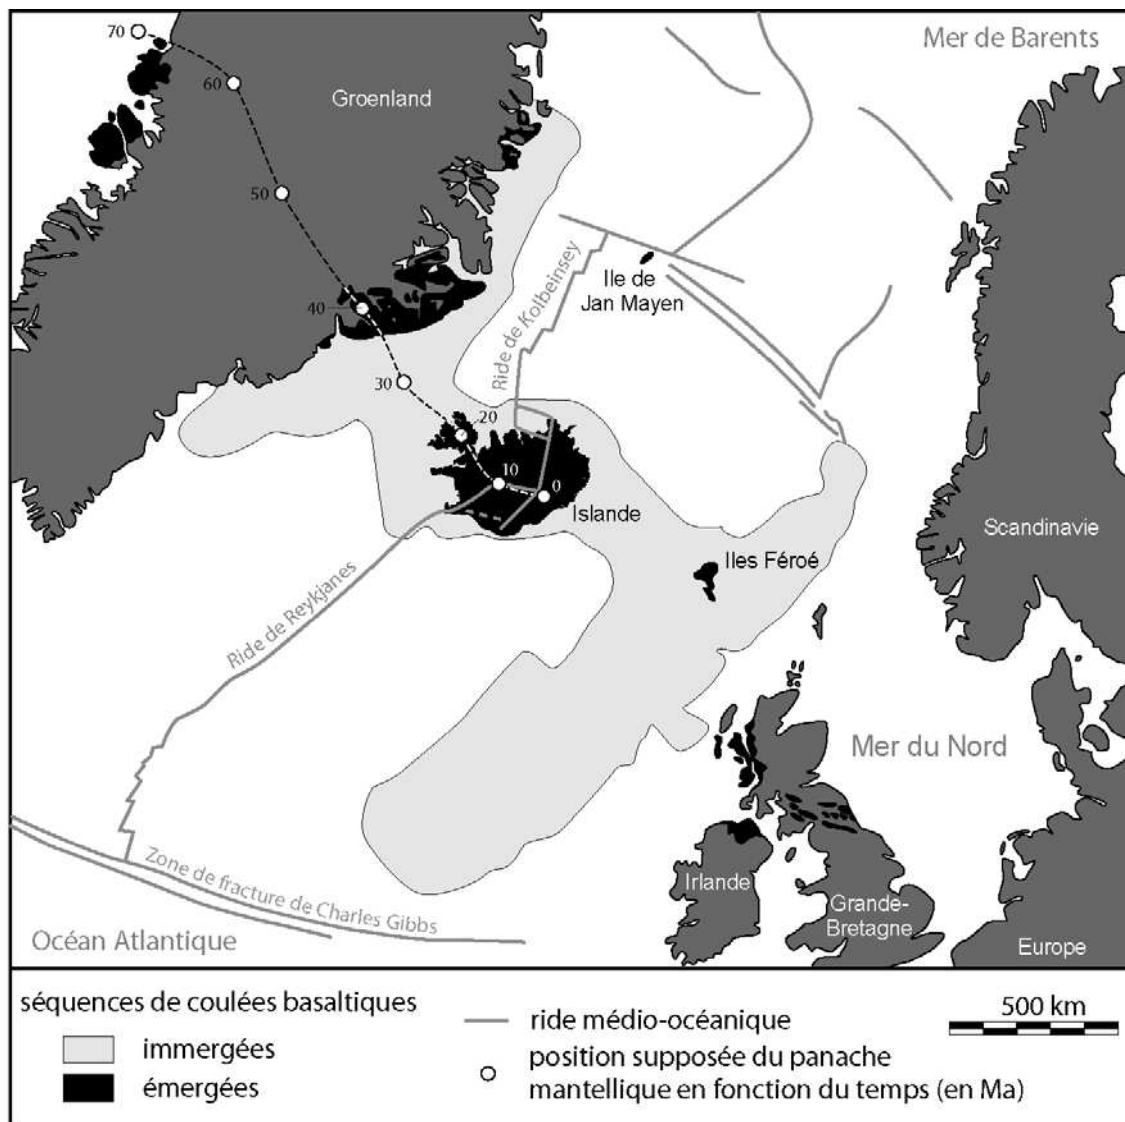 Mer de Barents
70
Groenland
60
50
Ride de Kolbeinsey
Ile de
Jan Mayen
40
30
20
10
0
Islande
Scandinavie
Iles Féroé
Ride de Reykjanes
Mer du Nord
Zone de fracture de Charles Gibbs
Irlande
Grande-
Bretagne
Océan Atlantique
Europe
séquences de coulées basaltiques
immergées
émergées
ride médio-océanique
position supposée du panache
mantellique en fonction du temps (en Ma)
500 km